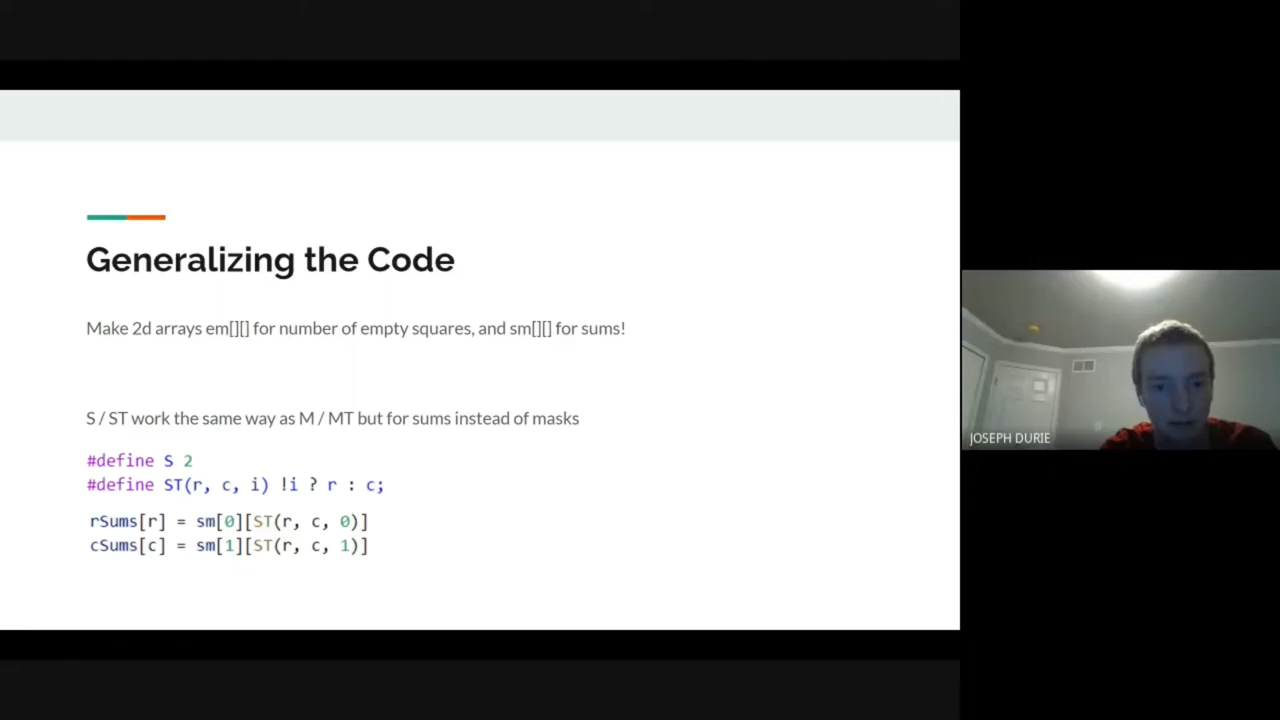 Generalizing the Code
Make 2d arrays em[][] for number of empty squares, and sm[][] for sums!
S / ST work the same way as M / MT but for sums instead of masks
#define S 2
#define ST(r, c, i) !i ? r : c;
rSums[r] = sm[0][ST(r, c, 0)]
cSums[c] = sm[1][ST(r, c, 1)]
JOSEPH DURIE